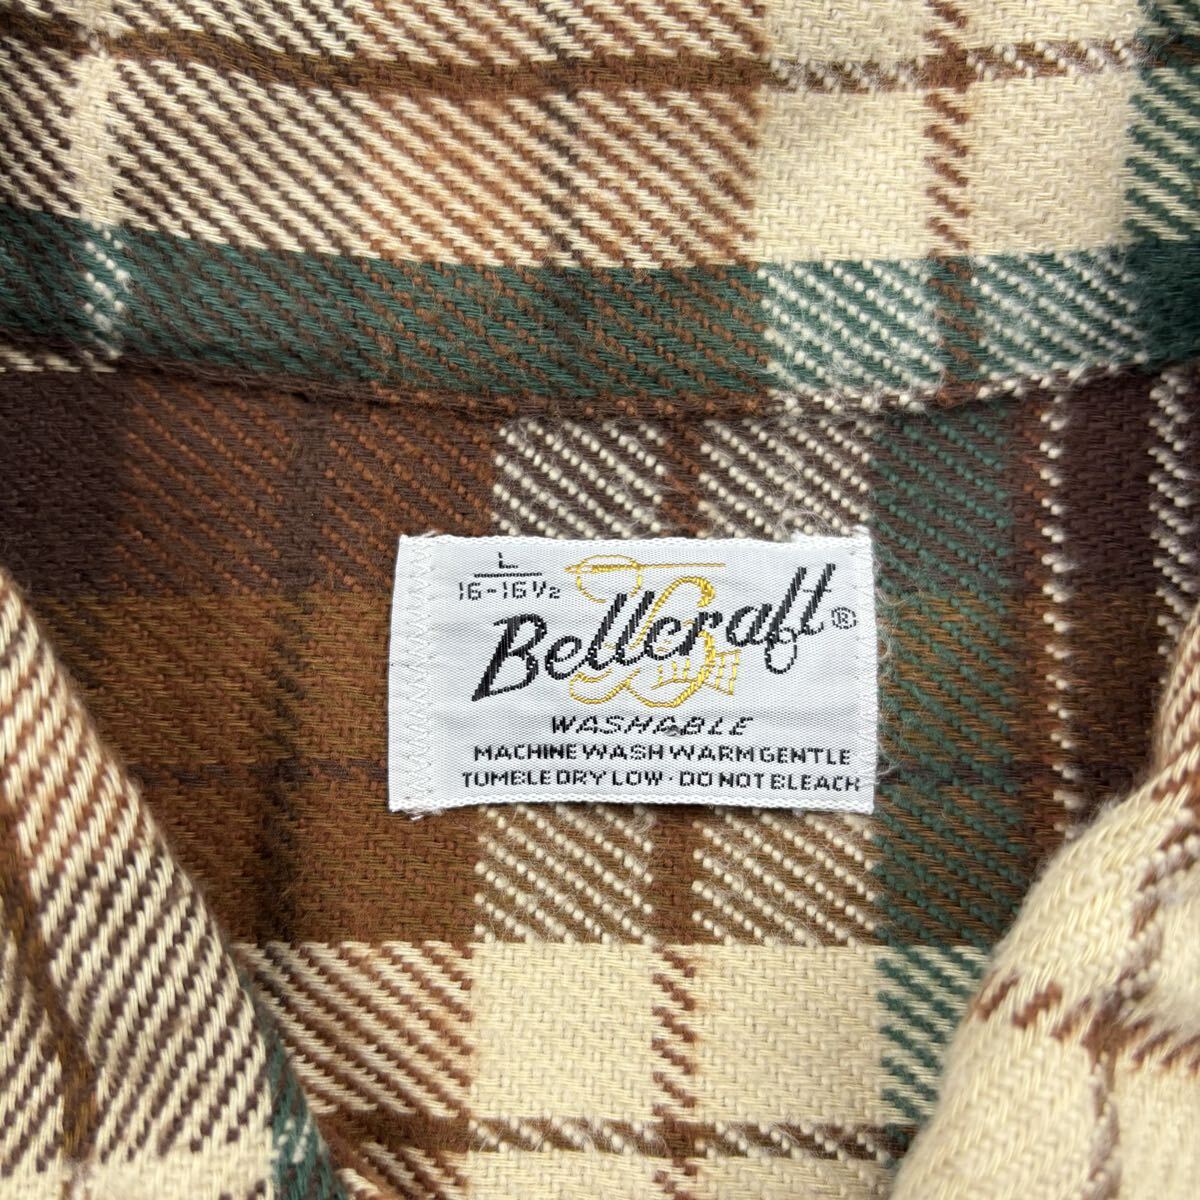 L
16-16½
Bellcraft®
WASHABLE
MACHINE WASH WARM GENTLE
TUMBLE DRY LOW · DO NOT BLEACH